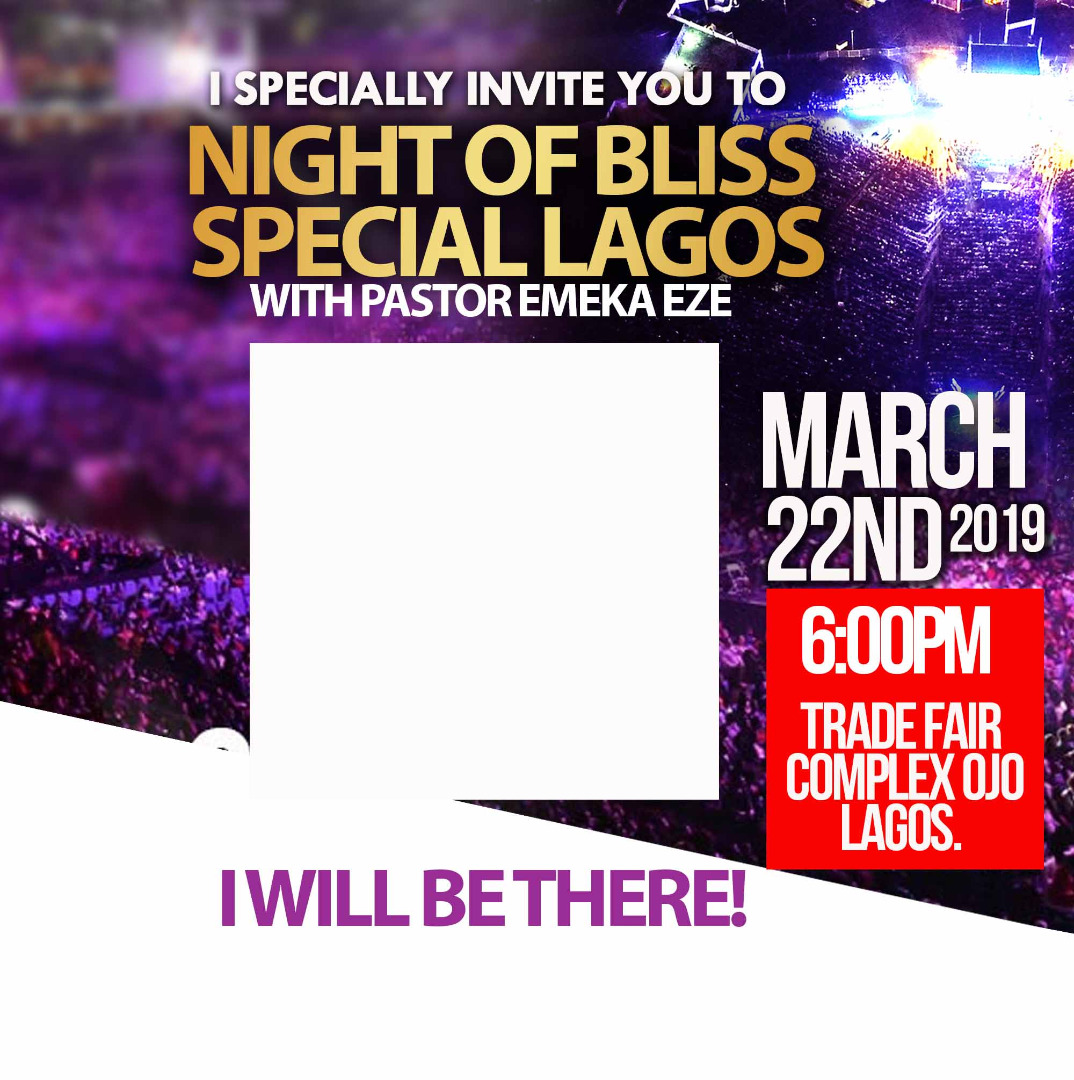 I SPECIALLY INVITE YOU TO
NIGHT OF BLISS
SPECIAL LAGOS
WITH PASTOR EMEKA EZE
MARCH
22ND 2019
6:00PM
TRADE FAIR
COMPLEX OJO
LAGOS.
I WILL BE THERE!